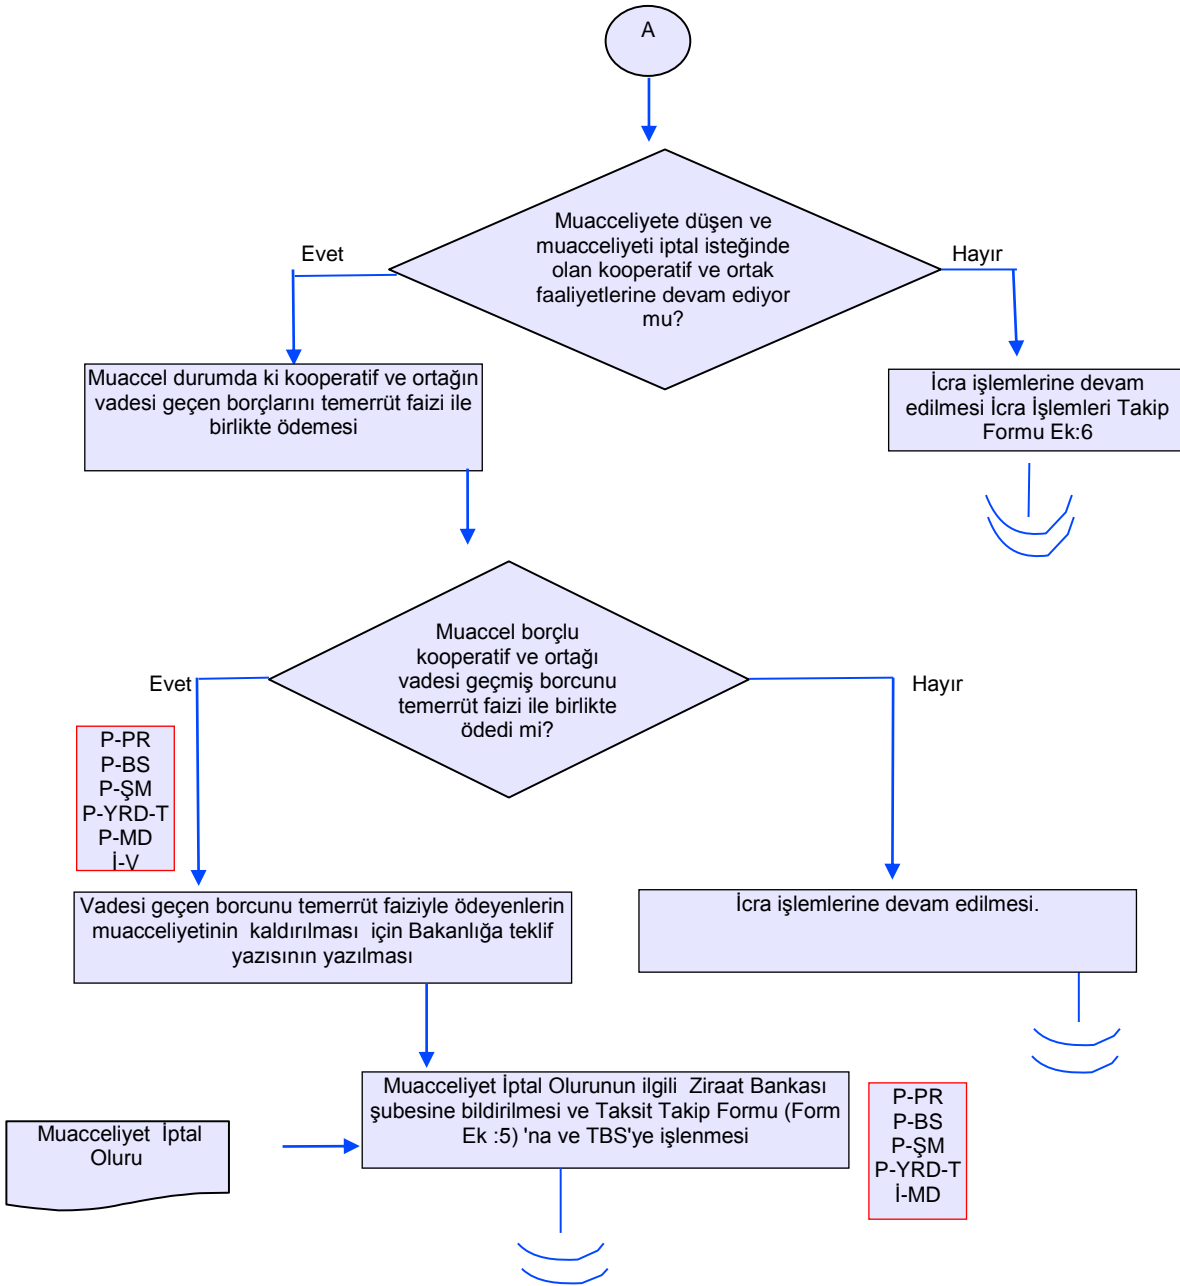 A
Muacceliyete düşen ve
muacceliyeti iptal isteğinde
olan kooperatif ve ortak
faaliyetlerine devam ediyor
mu?
Evet
Hayır
Muaccel durumda ki kooperatif ve ortağın
vadesi geçen borçlarını temerrüt faizi ile
birlikte ödemesi
İcra işlemlerine devam
edilmesi İcra İşlemleri Takip
Formu Ek:6
Muaccel borçlu
kooperatif ve ortağı
vadesi geçmiş borcunu
temerrüt faizi ile birlikte
ödedi mi?
Evet
Hayır
P-PR
P-BS
P-ŞM
P-YRD-T
P-MD
İ-V
Vadesi geçen borcunu temerrüt faiziyle ödeyenlerin
muacceliyetinin kaldırılması için Bakanlığa teklif
yazısının yazılması
İcra işlemlerine devam edilmesi.
Muacceliyet İptal Olurunun ilgili Ziraat Bankası
şubesine bildirilmesi ve Taksit Takip Formu (Form
Ek :5) 'na ve TBS'ye işlenmesi
P-PR
P-BS
P-ŞM
P-YRD-T
İ-MD
Muacceliyet İptal
Oluru